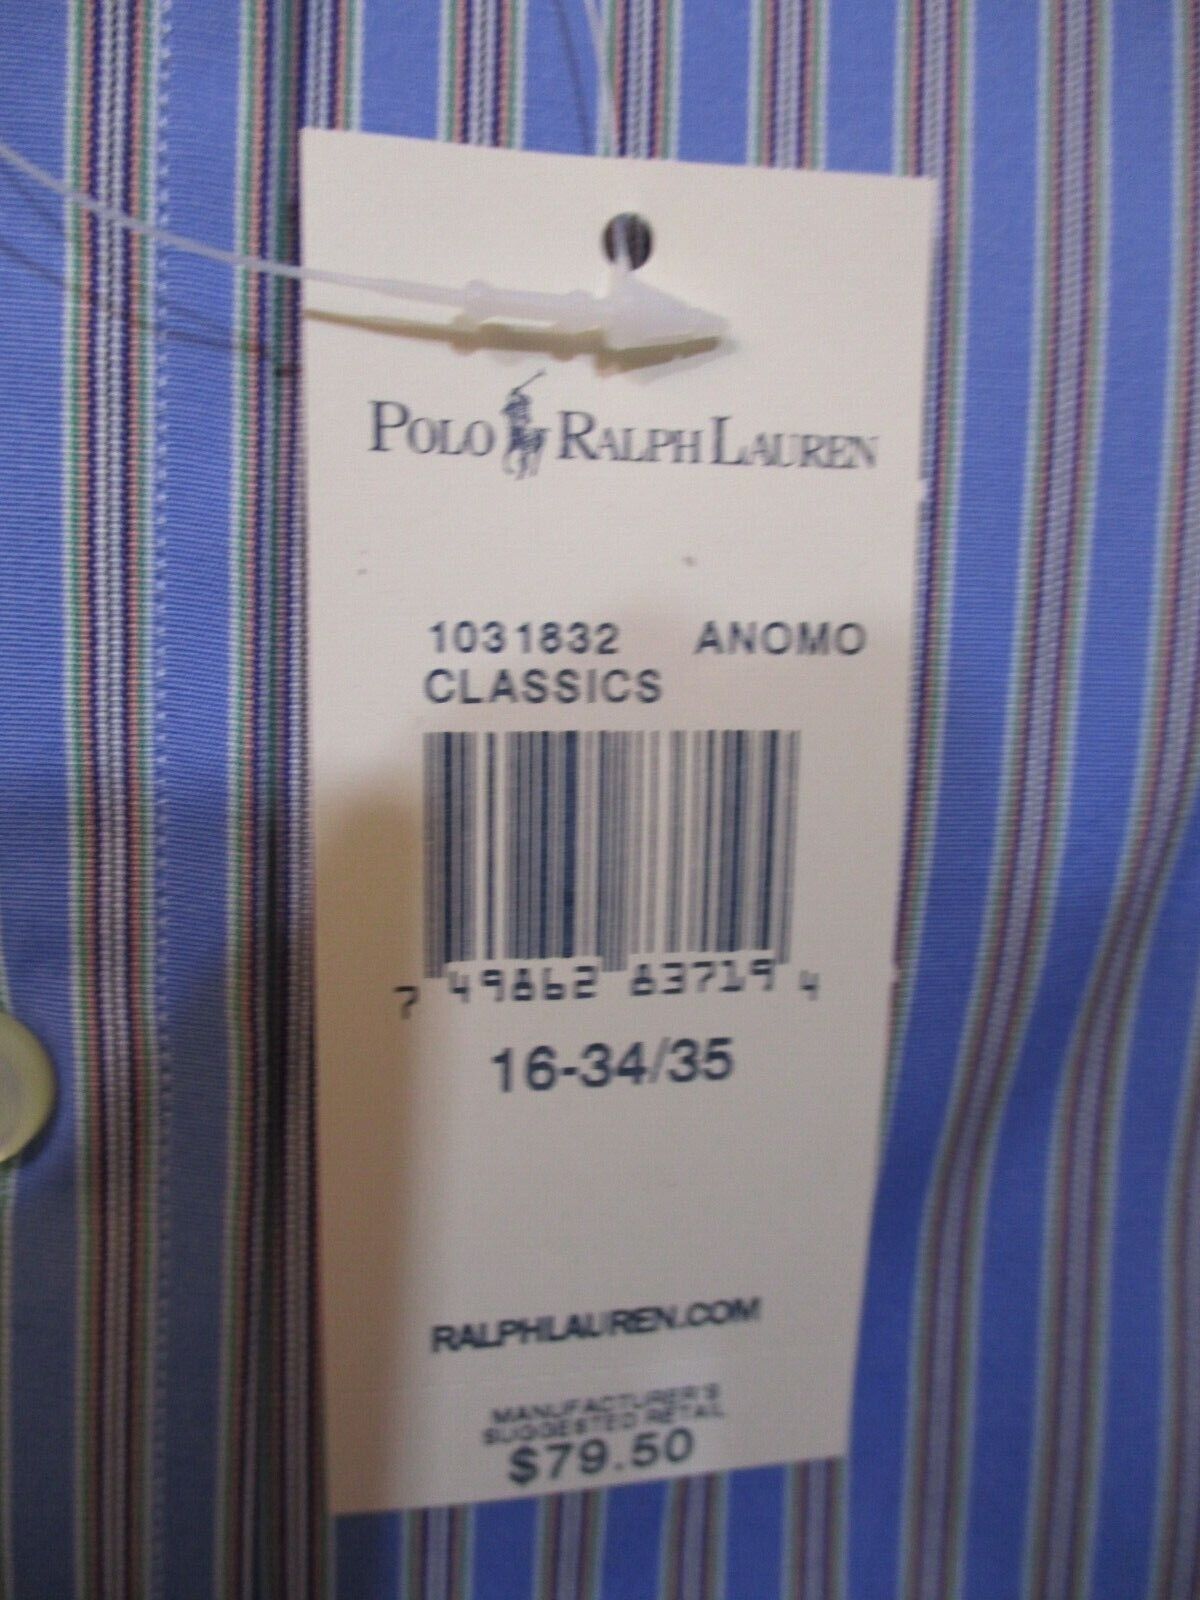 POLO RALPH LAUREN
1031832 ANOMO
CLASSICS
7 49862 83719 4
16-34/35
RALPHLAUREN.COM
MANUFACTURER'S
SUGGESTED RETAIL
$79.50